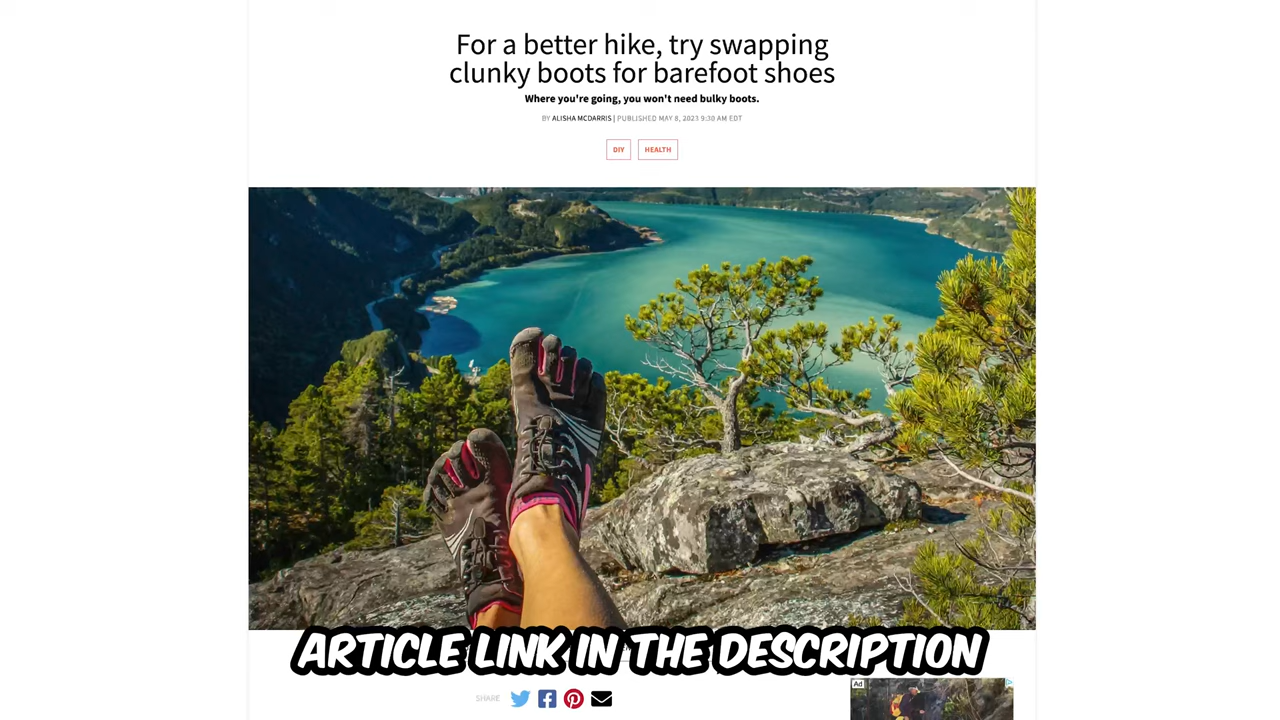 For a better hike, try swapping
clunky boots for barefoot shoes
Where you're going, you won't need bulky boots.
BY ALISHA MCDARRIS | PUBLISHED MAY 8, 2023 9:30 AM EDT
DIY HEALTH
ARTICLE LINK IN THE DESCRIPTION
SHARE
Ad